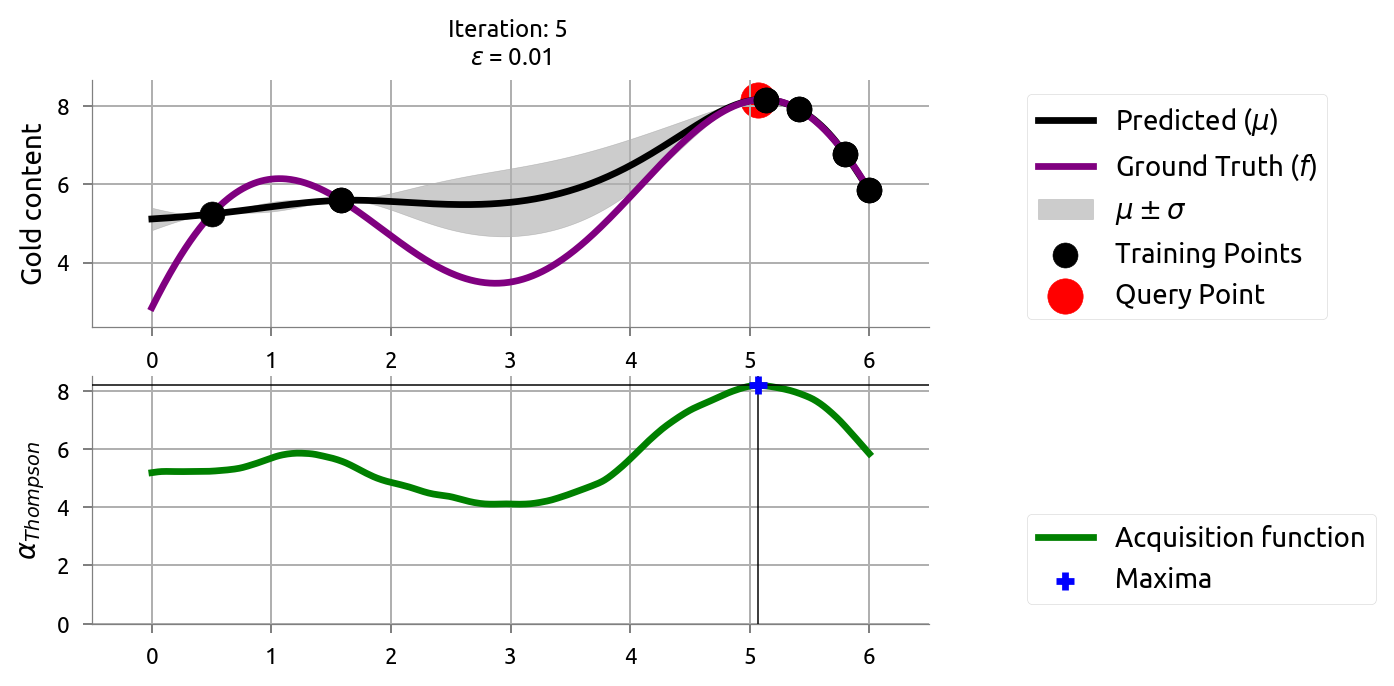 Iteration: 5
ε = 0.01
Gold content
8
6
4
0 1 2 3 4 5 6
Predicted (μ)
Ground Truth (f)
μ ± σ
Training Points
Query Point
α_Thompson
8
6
4
2
0
0 1 2 3 4 5 6
Acquisition function
Maxima